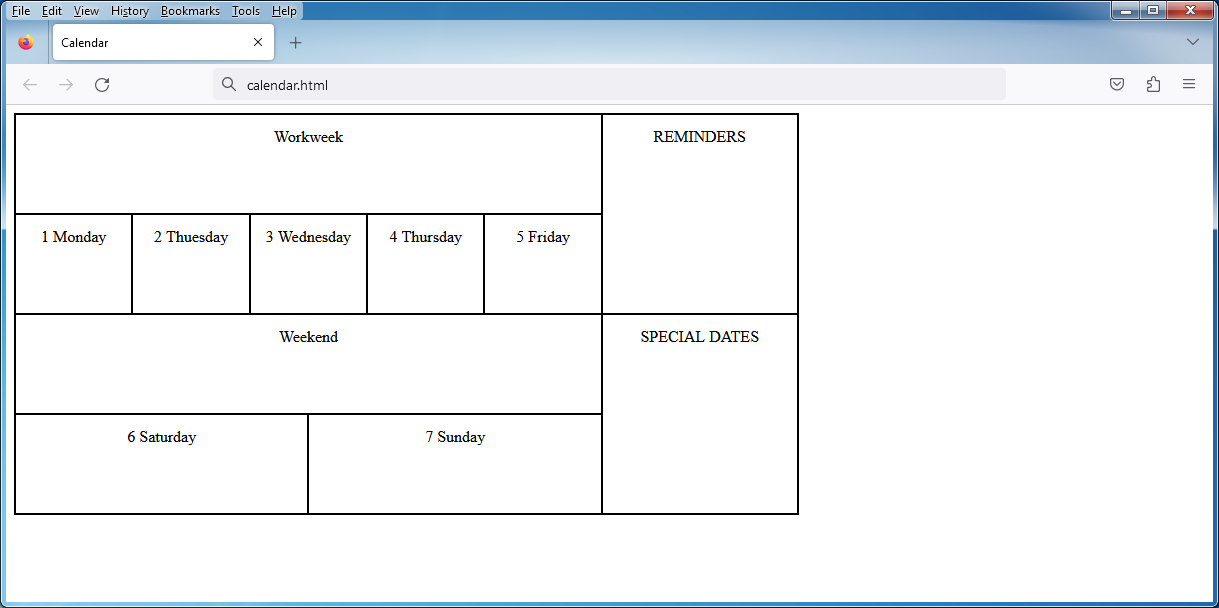 File Edit View History Bookmarks Tools Help
Calendar
calendar.html
Workweek REMINDERS
1 Monday 2 Thuesday 3 Wednesday 4 Thursday 5 Friday
Weekend SPECIAL DATES
6 Saturday 7 Sunday